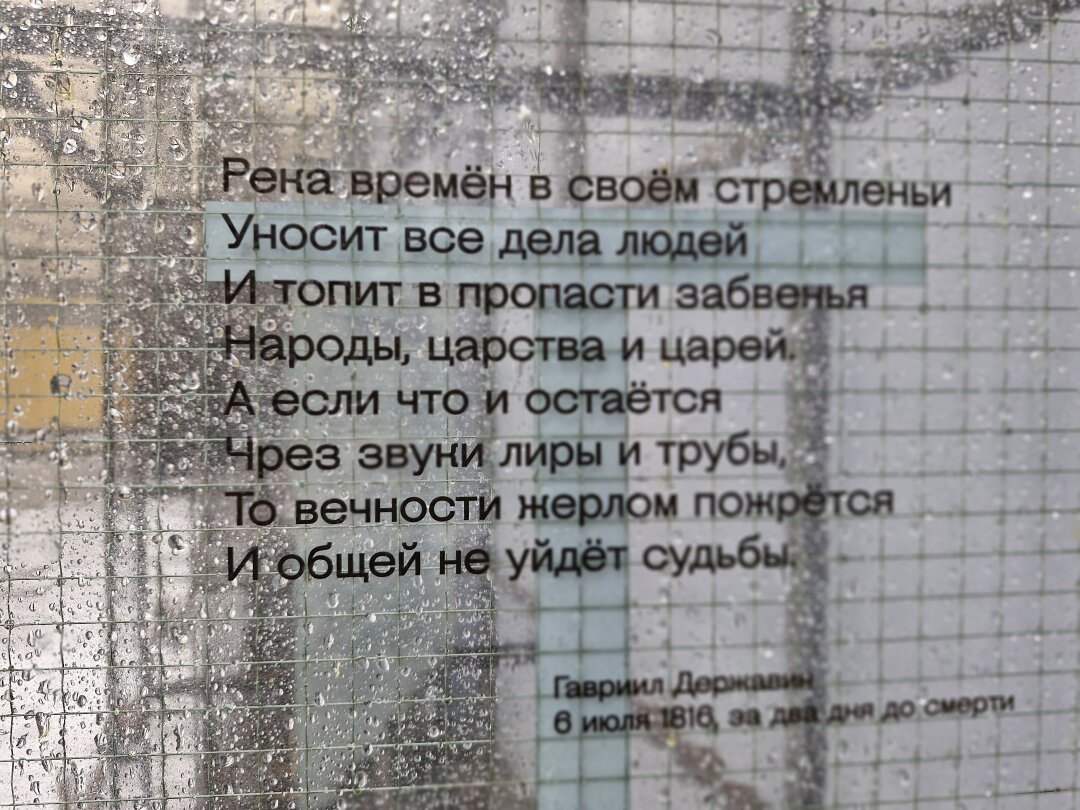 Река времён в своём стремленьи
Уносит все дела людей
И топит в пропасти забвенья
Народы, царства и царей.
А если что и остаётся
Чрез звуки лиры и трубы,
То вечности жерлом пожрётся
И общей не уйдёт судьбы.
Гавриил Державин
6 июля 1816, за два дня до смерти